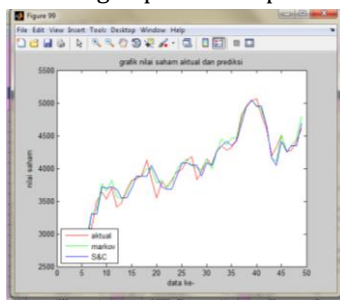 Figure 99
File Edit View Insert Tools Desktop Window Help
grafik nilai saham aktual dan prediksi
nilai saham
5500
5000
4500
4000
3500
3000
2500
0 5 10 15 20 25 30 35 40 45 50
data ke-
aktual
markov
S&C